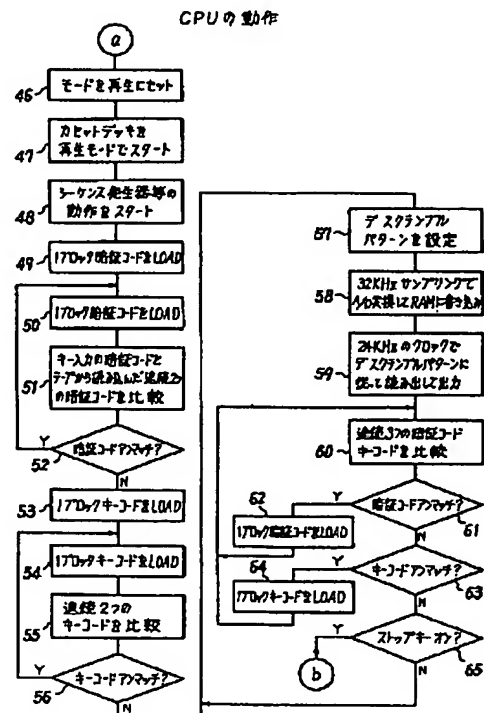 CPUの動作
a
46
モードを再生にセット
47
カセットデッキを
再生モードでスタート
48
シーケンス発生器等の
動作をスタート
49
1ブロック暗証コードをLOAD
50
1ブロック暗証コードをLOAD
51
キー入力の暗証コードと
テープから読み込んだ連続2つ
の暗証コードを比較
Y
暗証コードアンマッチ?
52
N
53
1ブロックキーコードをLOAD
54
1ブロックキーコードをLOAD
55
連続2つの
キーコードを比較
Y
キーコードアンマッチ?
56
N
57
デスクランブル
パターンを設定
58
32KHzサンプリングで
A/D変換してRAMに書き込み
59
24KHzのクロックで
デスクランブルパターンに
従って読み出して出力
60
連続3つの暗証コード
キーコードを比較
Y
暗証コードアンマッチ?
61
62
1ブロック暗証コードをLOAD
N
Y
キーコードアンマッチ?
63
64
1ブロックキーコードをLOAD
N
Y
ストップキーオン?
65
b
N